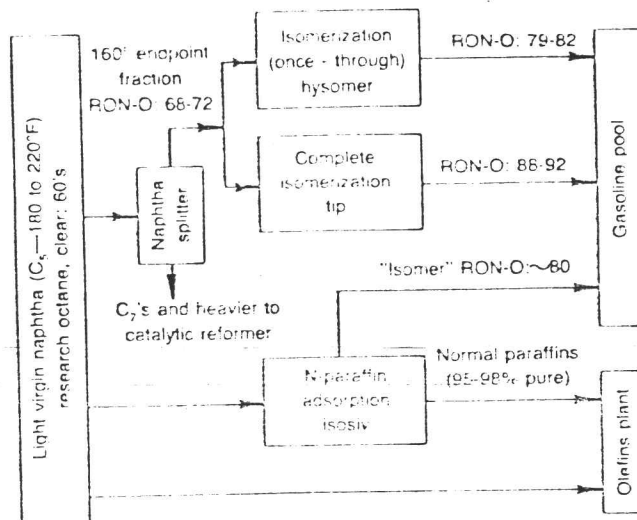 Light virgin naphtha (C5—180 to 220°F)
research octane, clear: 60's
160° endpoint
fraction
RON-O: 68-72
Naphtha
splitter
C7's and heavier to
catalytic reformer
Isomerization
(once - through)
hysomer
RON-O: 79-82
Complete
isomerization
tip
RON-O: 88-92
"Isomer" RON-O:~80
N-paraffin
adsorption
isosiv
Normal paraffins
(95-98% pure)
Gasoline pool
Olefins plant